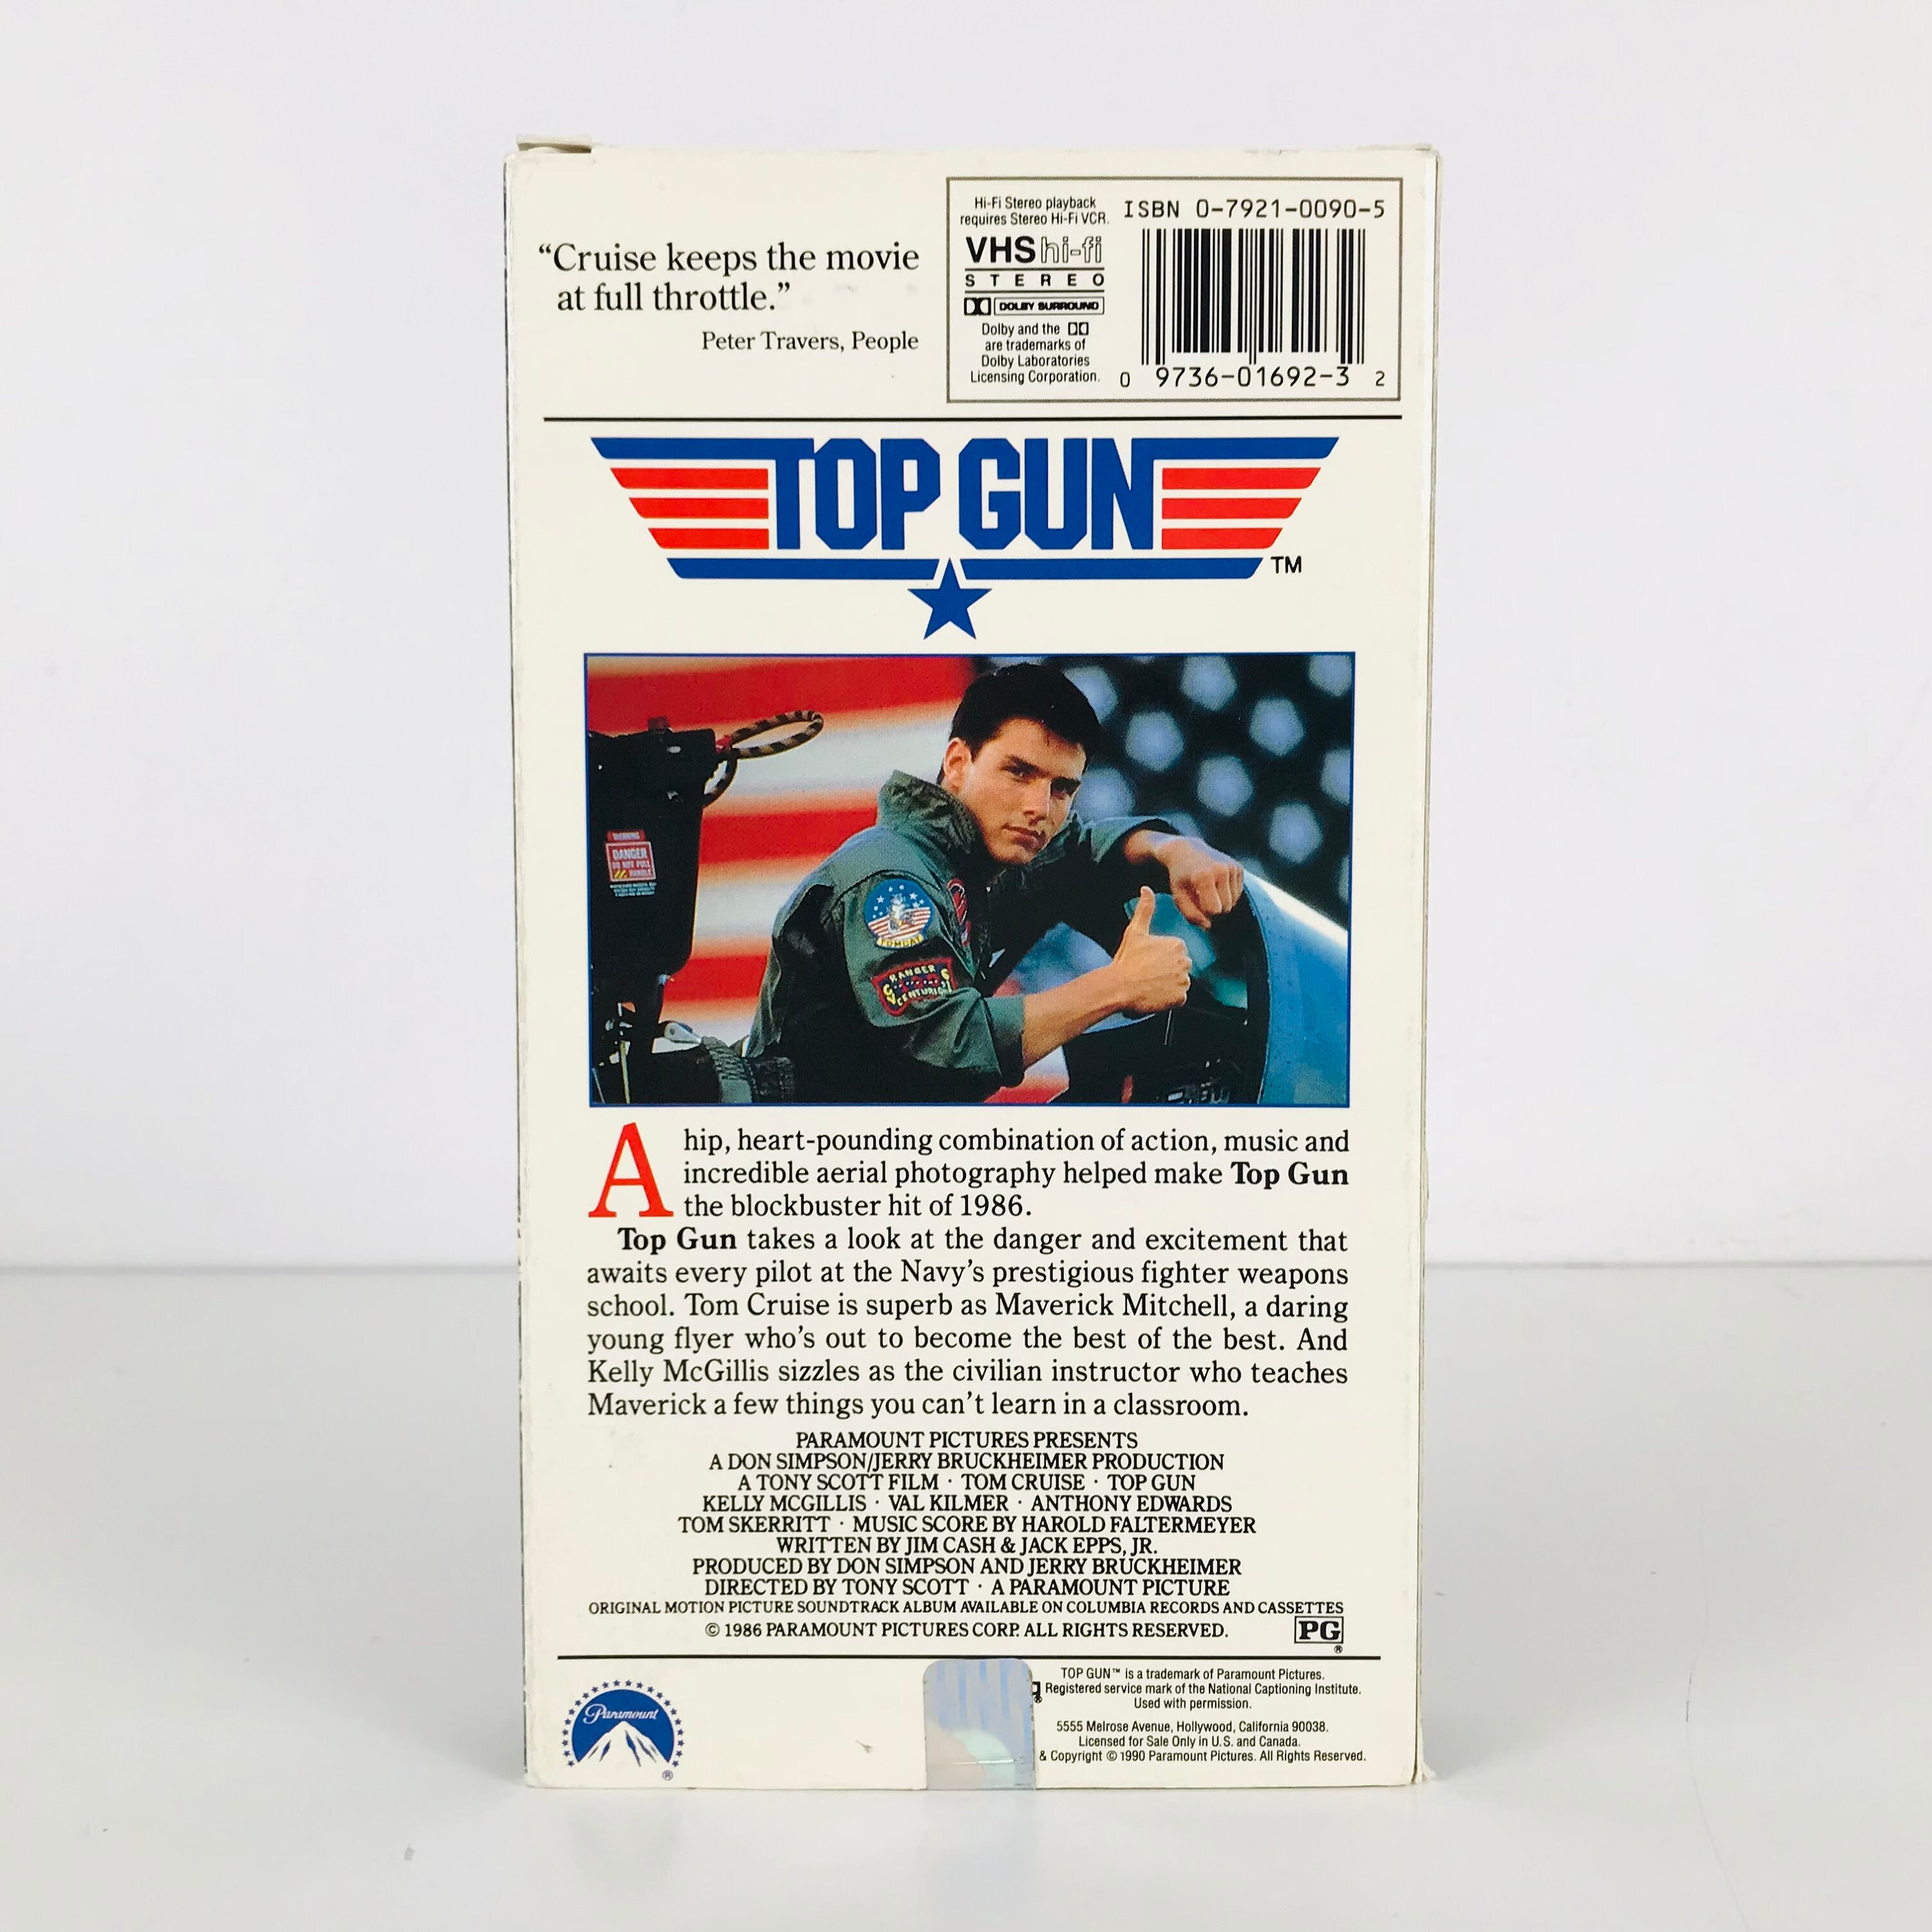 “Cruise keeps the movie
at full throttle.”
Peter Travers, People
Hi-Fi Stereo playback
requires Stereo Hi-Fi VCR.
VHS hi-fi
STEREO
DOLBY SURROUND
Dolby and the
are trademarks of
Dolby Laboratories
Licensing Corporation.
ISBN 0-7921-0090-5
0 9736-01692-3 2
TOP GUN
TM
DANGER
TOMCAT
RANGER
A hip, heart-pounding combination of action, music and
incredible aerial photography helped make Top Gun
the blockbuster hit of 1986.
Top Gun takes a look at the danger and excitement that
awaits every pilot at the Navy’s prestigious fighter weapons
school. Tom Cruise is superb as Maverick Mitchell, a daring
young flyer who’s out to become the best of the best. And
Kelly McGillis sizzles as the civilian instructor who teaches
Maverick a few things you can’t learn in a classroom.
PARAMOUNT PICTURES PRESENTS
A DON SIMPSON/JERRY BRUCKHEIMER PRODUCTION
A TONY SCOTT FILM · TOM CRUISE · TOP GUN
KELLY MCGILLIS · VAL KILMER · ANTHONY EDWARDS
TOM SKERRITT · MUSIC SCORE BY HAROLD FALTERMEYER
WRITTEN BY JIM CASH & JACK EPPS, JR.
PRODUCED BY DON SIMPSON AND JERRY BRUCKHEIMER
DIRECTED BY TONY SCOTT · A PARAMOUNT PICTURE
ORIGINAL MOTION PICTURE SOUNDTRACK ALBUM AVAILABLE ON COLUMBIA RECORDS AND CASSETTES
© 1986 PARAMOUNT PICTURES CORP. ALL RIGHTS RESERVED.
PG
®
Paramount
®
TOP GUN™ is a trademark of Paramount Pictures.
® Registered service mark of the National Captioning Institute.
Used with permission.
5555 Melrose Avenue, Hollywood, California 90038.
Licensed for Sale Only in U.S. and Canada.
& Copyright © 1990 Paramount Pictures. All Rights Reserved.